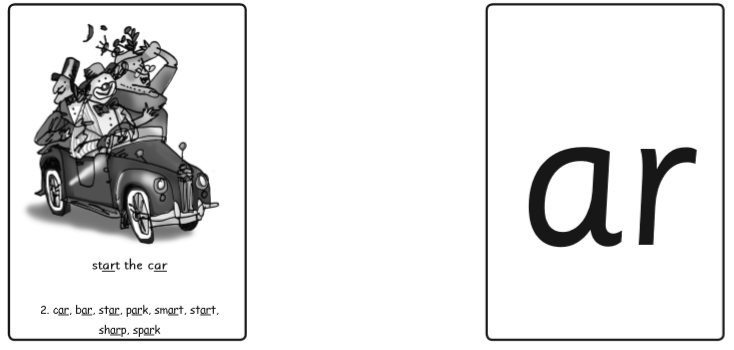 start the car
2. car, bar, star, park, smart, start,
sharp, spark
ar